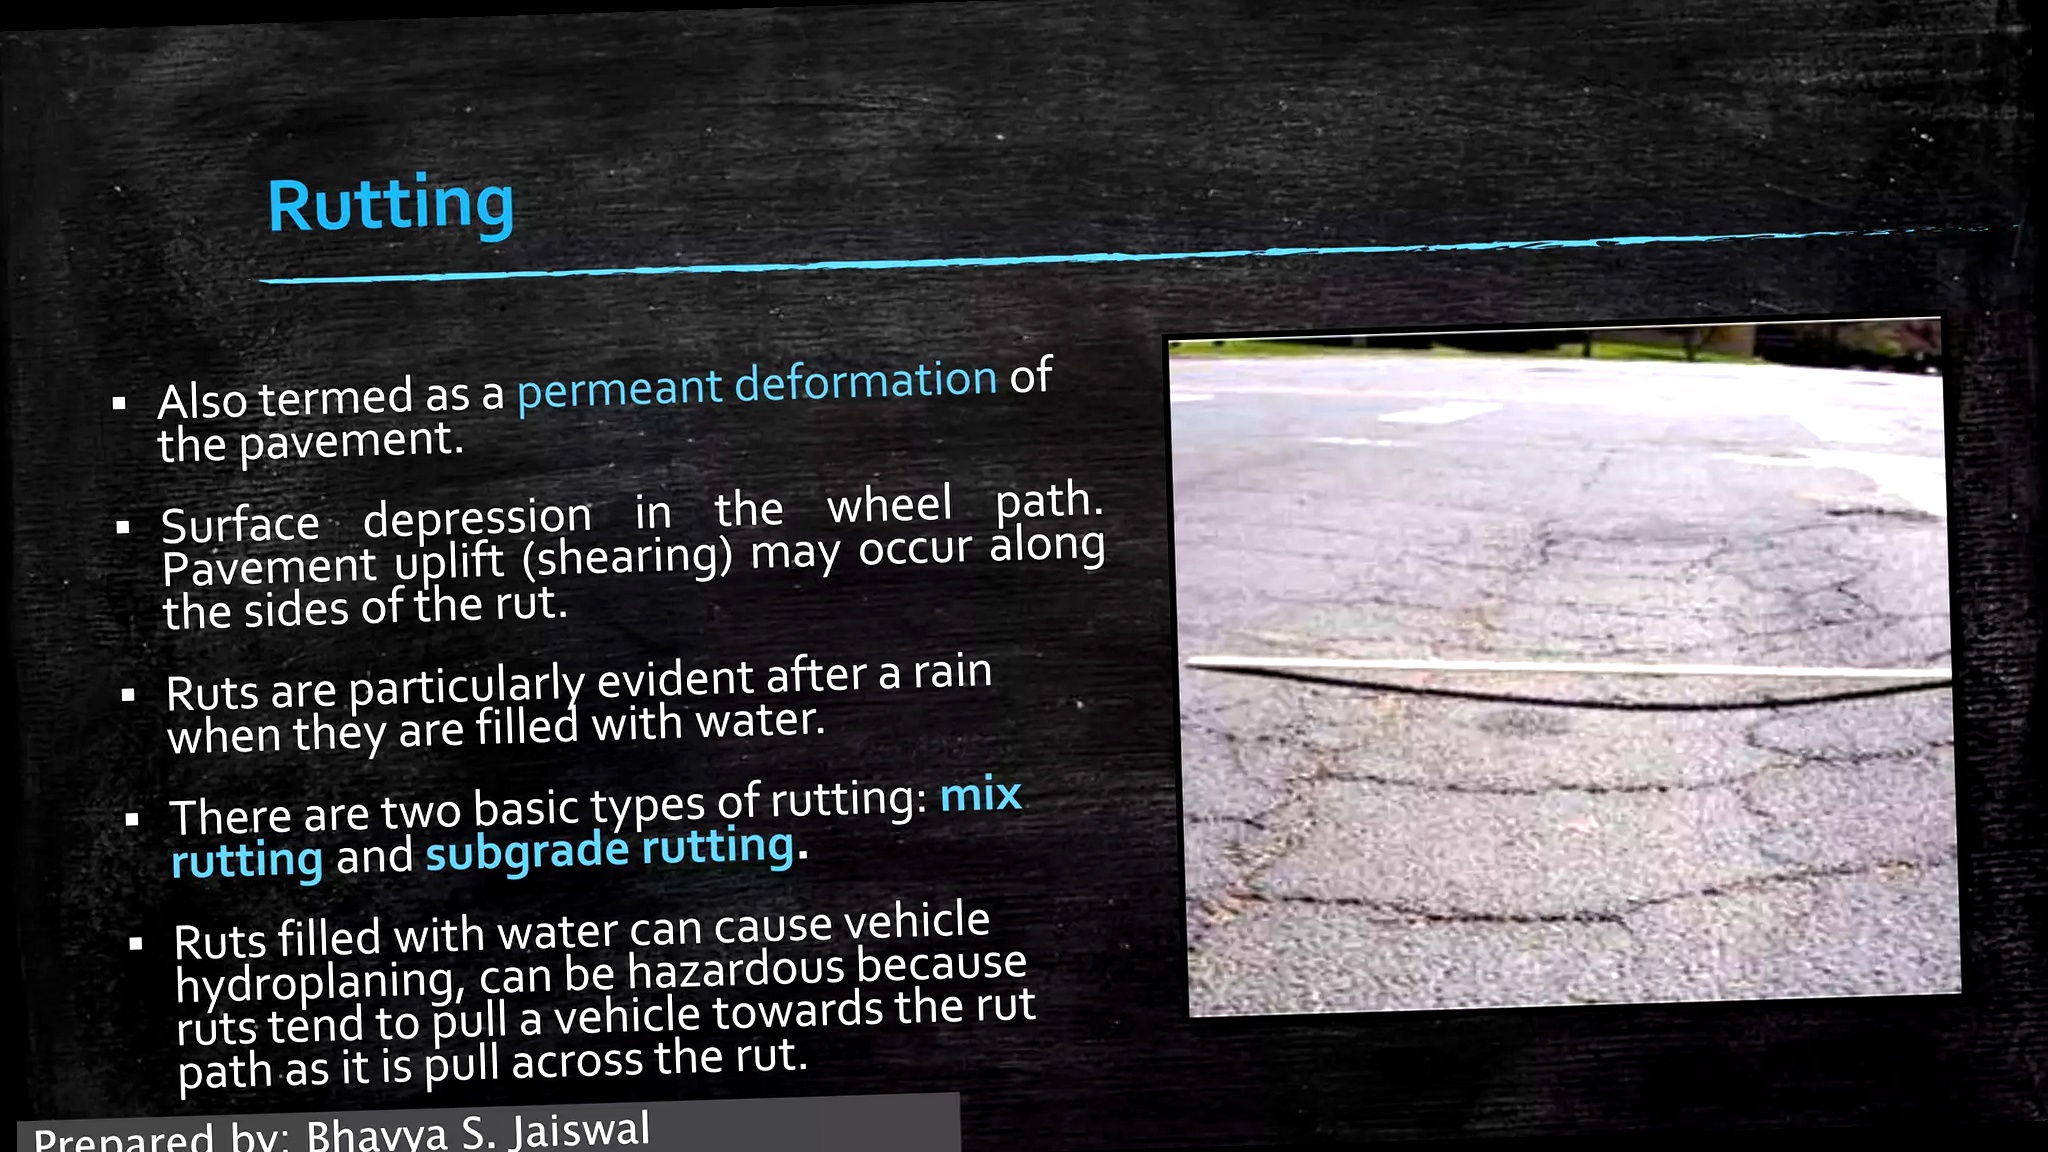 Rutting
▪ Also termed as a permeant deformation of
the pavement.
▪ Surface depression in the wheel path.
Pavement uplift (shearing) may occur along
the sides of the rut.
▪ Ruts are particularly evident after a rain
when they are filled with water.
▪ There are two basic types of rutting: mix
rutting and subgrade rutting.
▪ Ruts filled with water can cause vehicle
hydroplaning, can be hazardous because
ruts tend to pull a vehicle towards the rut
path as it is pull across the rut.
Prepared by: Bhavya S. Jaiswal